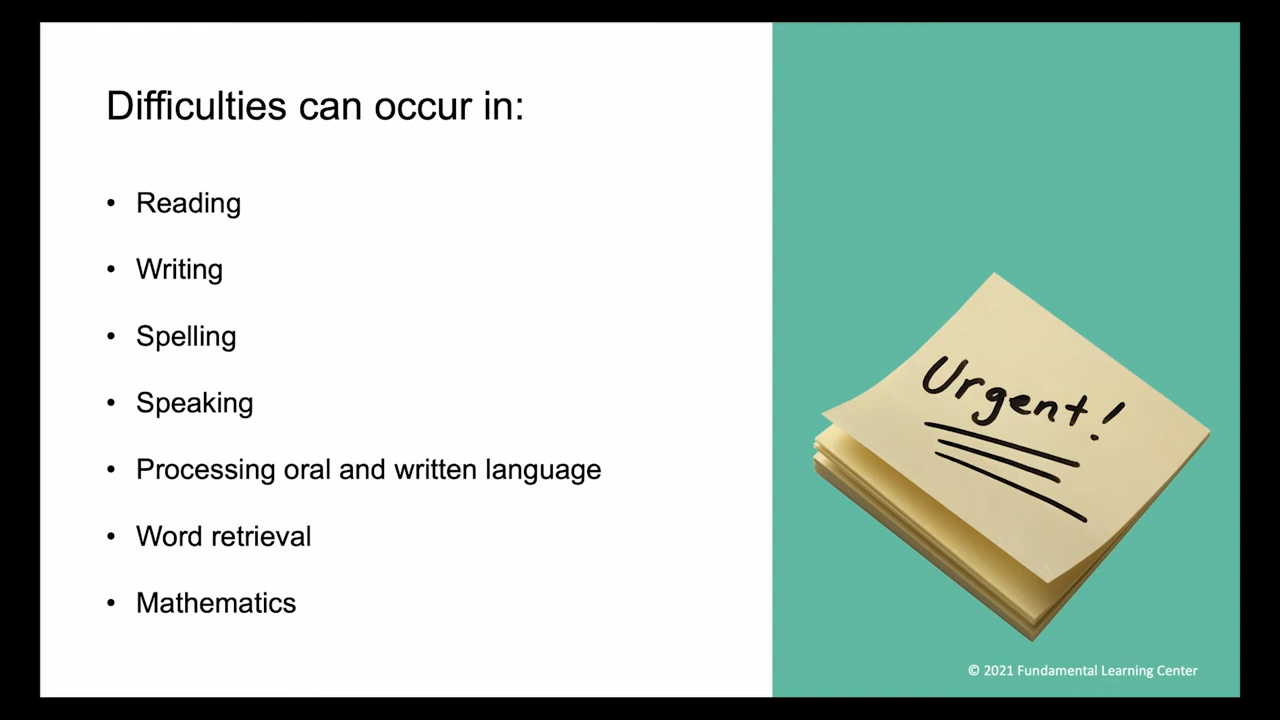 Difficulties can occur in:
• Reading
• Writing
• Spelling
• Speaking
• Processing oral and written language
• Word retrieval
• Mathematics
Urgent!
© 2021 Fundamental Learning Center